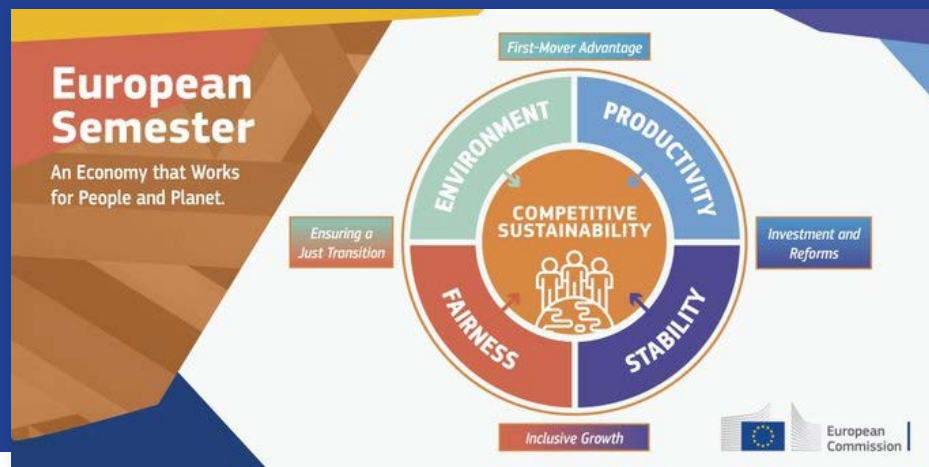 European
Semester
An Economy that Works
for People and Planet.
First-Mover Advantage
ENVIRONMENT
PRODUCTIVITY
COMPETITIVE
SUSTAINABILITY
Ensuring a
Just Transition
Investment and
Reforms
FAIRNESS
STABILITY
Inclusive Growth
European
Commission